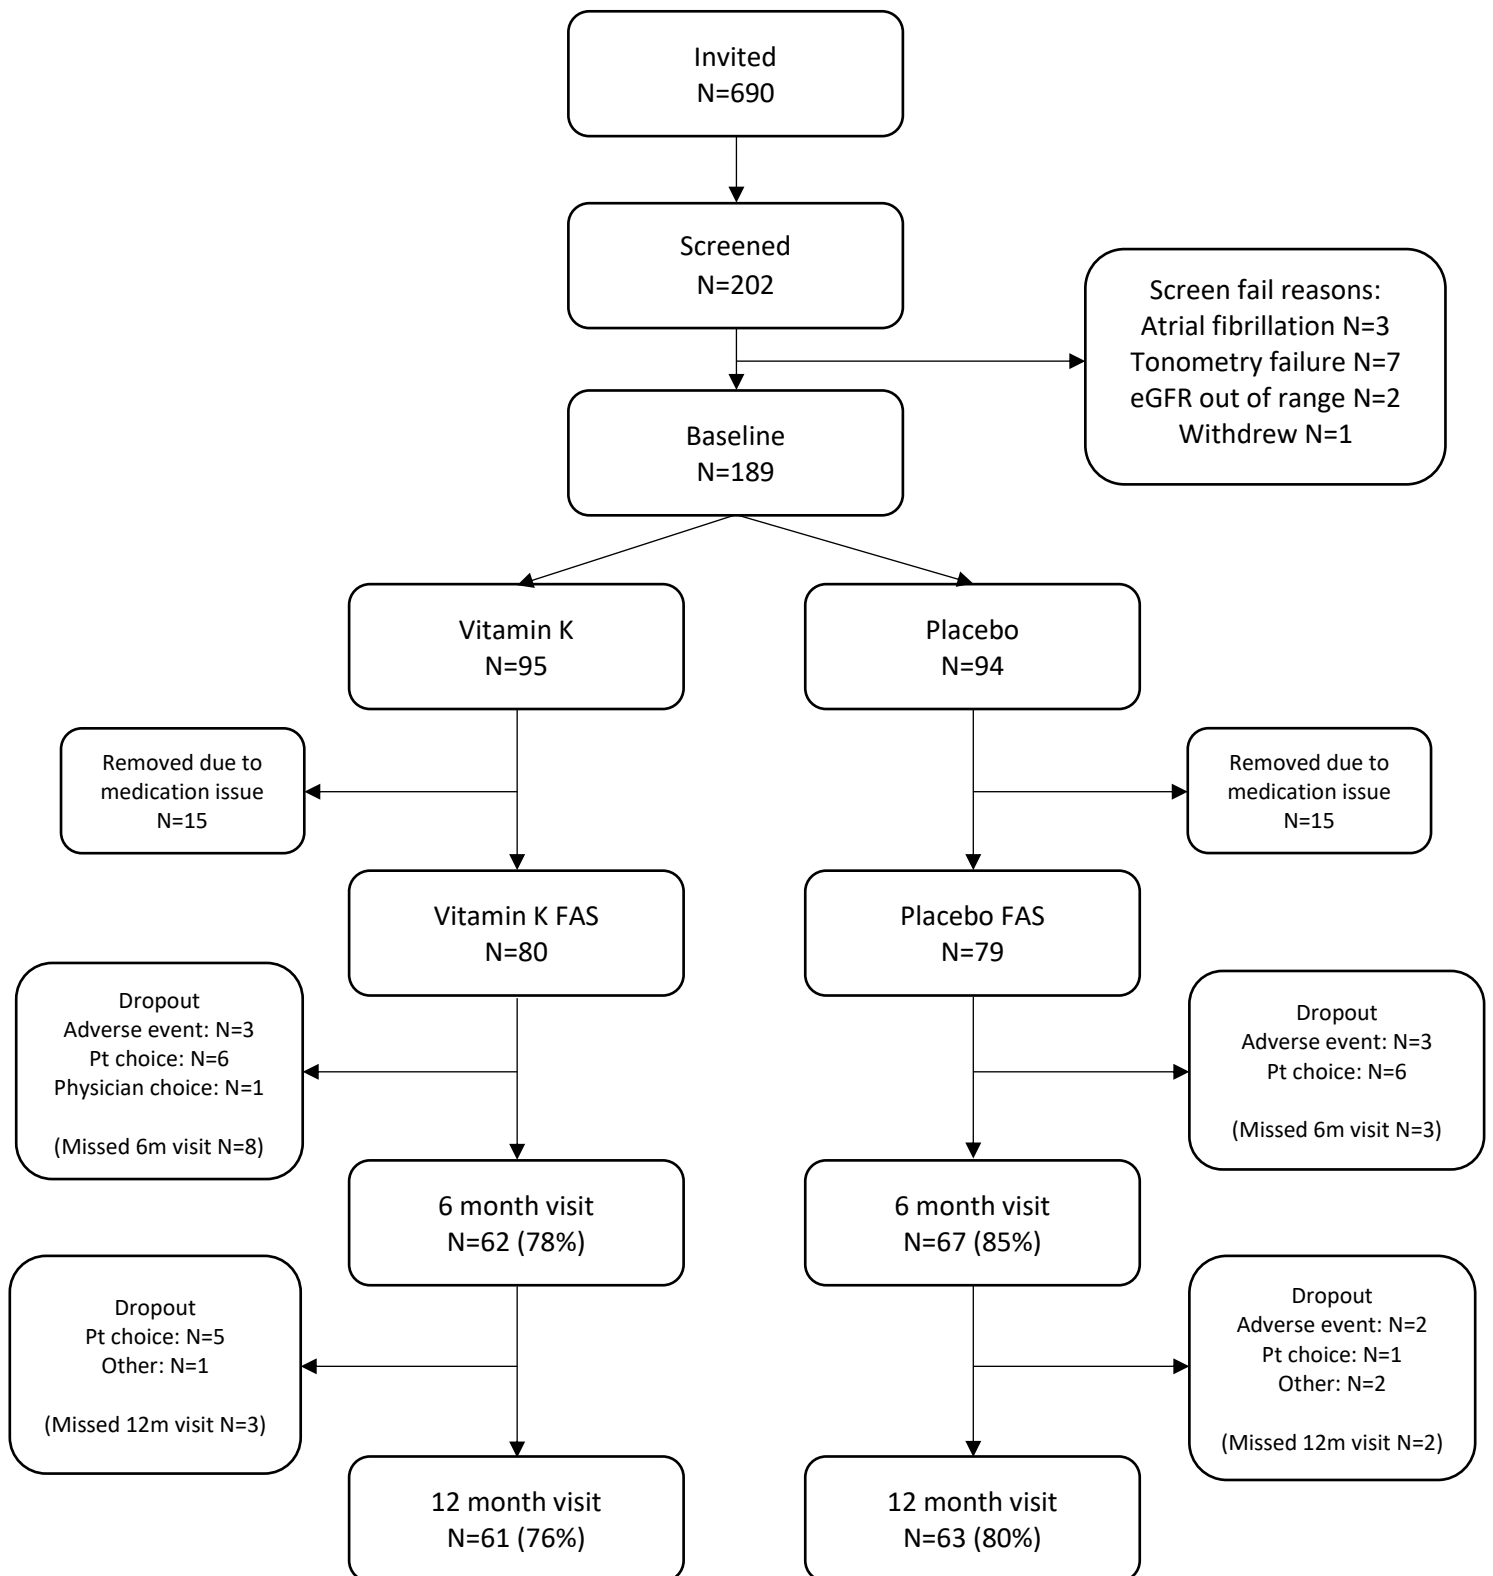 Invited
N=690
Screened
N=202
Screen fail reasons:
Atrial fibrillation N=3
Tonometry failure N=7
eGFR out of range N=2
Withdrew N=1
Baseline
N=189
Vitamin K
N=95
Placebo
N=94
Removed due to
medication issue
N=15
Removed due to
medication issue
N=15
Vitamin K FAS
N=80
Placebo FAS
N=79
Dropout
Adverse event: N=3
Pt choice: N=6
Physician choice: N=1
(Missed 6m visit N=8)
Dropout
Adverse event: N=3
Pt choice: N=6
(Missed 6m visit N=3)
6 month visit
N=62 (78%)
6 month visit
N=67 (85%)
Dropout
Pt choice: N=5
Other: N=1
(Missed 12m visit N=3)
Dropout
Adverse event: N=2
Pt choice: N=1
Other: N=2
(Missed 12m visit N=2)
12 month visit
N=61 (76%)
12 month visit
N=63 (80%)